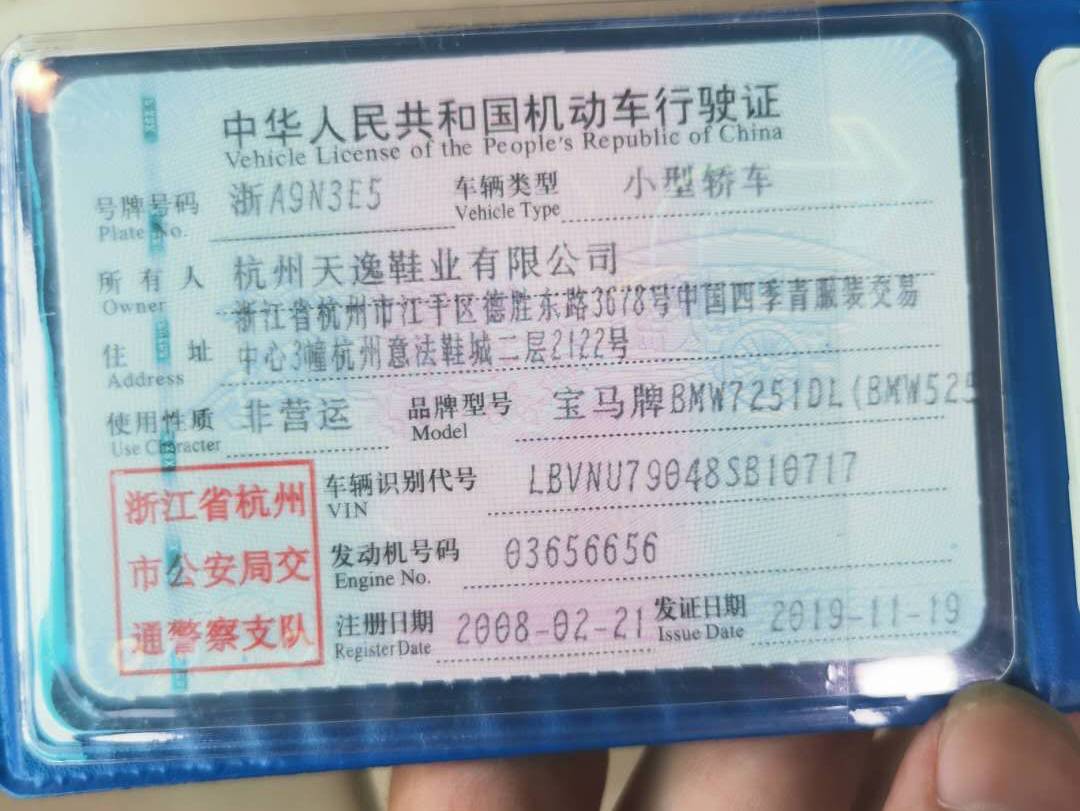 中华人民共和国机动车行驶证
Vehicle License of the People's Republic of China
号牌号码 浙A9N3E5 车辆类型 小型轿车
Plate No. Vehicle Type
所有人 杭州天逸鞋业有限公司
Owner
浙江省杭州市江干区德胜东路3678号中国四季青服装交易
住址 中心3幢杭州意法鞋城二层2122号
Address
使用性质 非营运 品牌型号 宝马牌BMW7251DL(BMW525
Use Character Model
浙江省杭州
市公安局交
通警察支队
车辆识别代号 LBVNU79048SB10717
VIN
发动机号码 03656656
Engine No.
注册日期 2008-02-21 发证日期 2019-11-19
Register Date Issue Date